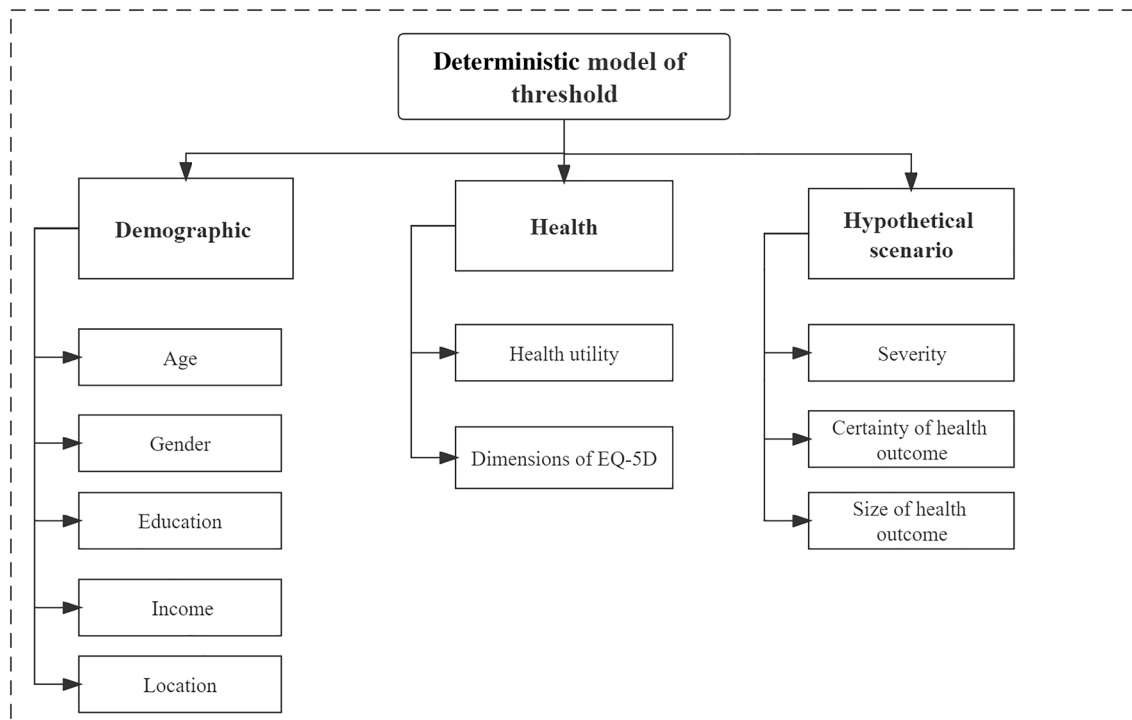 Deterministic model of
threshold
Demographic
Age
Gender
Education
Income
Location
Health
Health utility
Dimensions of EQ-5D
Hypothetical
scenario
Severity
Certainty of health
outcome
Size of health
outcome